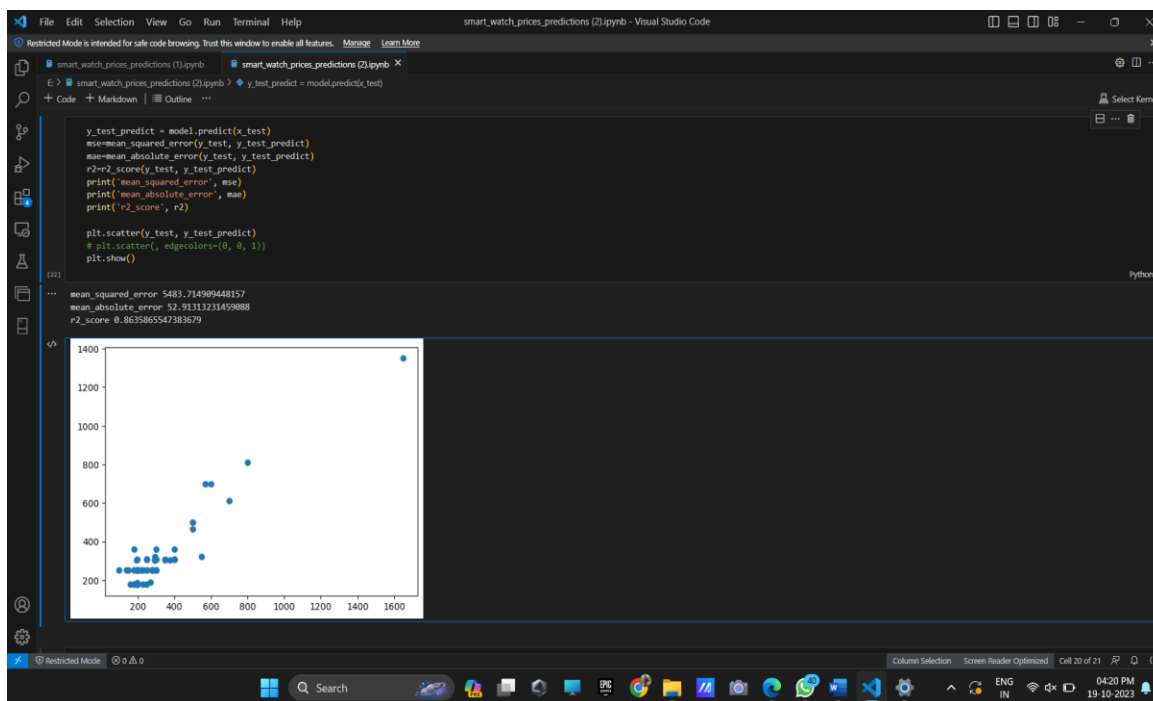 File Edit Selection View Go Run Terminal Help smart_watch_prices_predictions (2).ipynb - Visual Studio Code
Restricted Mode is intended for safe code browsing. Trust this window to enable all features. Manage Learn More
smart_watch_prices_predictions (1).ipynb smart_watch_prices_predictions (2).ipynb
E: > smart_watch_prices_predictions (2).ipynb > y_test_predict = model.predict(x_test)
+ Code + Markdown | Outline ... Select Kern
y_test_predict = model.predict(x_test)
mse=mean_squared_error(y_test, y_test_predict)
mae=mean_absolute_error(y_test, y_test_predict)
r2=r2_score(y_test, y_test_predict)
print('mean_squared_error', mse)
print('mean_absolute_error', mae)
print('r2_score', r2)
plt.scatter(y_test, y_test_predict)
# plt.scatter(, edgecolors=(0, 0, 1))
plt.show()
[32] Python
... mean_squared_error 5483.714909448157
mean_absolute_error 52.91313231459088
r2_score 0.8635865547383679
1400
1200
1000
800
600
400
200
200 400 600 800 1000 1200 1400 1600
4
Restricted Mode 0 0 Column Selection Screen Reader Optimized Cell 20 of 21
Search EPIC 40 ENG 04:20 PM
IN 19-10-2023